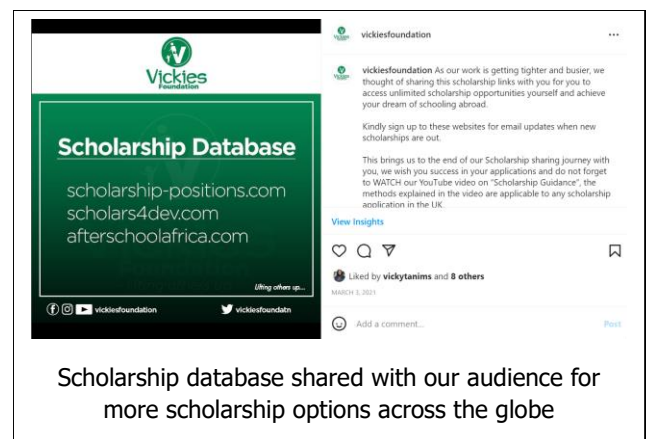 Vickies
Foundation
Scholarship Database
scholarship-positions.com
scholars4dev.com
afterschoolafrica.com
lifting others up...
vickiesfoundation
vickiesfoundatn
vickiesfoundation
vickiesfoundation As our work is getting tighter and busier, we
thought of sharing this scholarship links with you for you to
access unlimited scholarship opportunities yourself and achieve
your dream of schooling abroad.
Kindly sign up to these websites for email updates when new
scholarships are out.
This brings us to the end of our Scholarship sharing journey with
you, we wish you success in your applications and do not forget
to WATCH our YouTube video on "Scholarship Guidance", the
methods explained in the video are applicable to any scholarship
application in the UK.
View Insights
Liked by vickytanims and 8 others
MARCH 3, 2021
Add a comment...
Post
Scholarship database shared with our audience for
more scholarship options across the globe